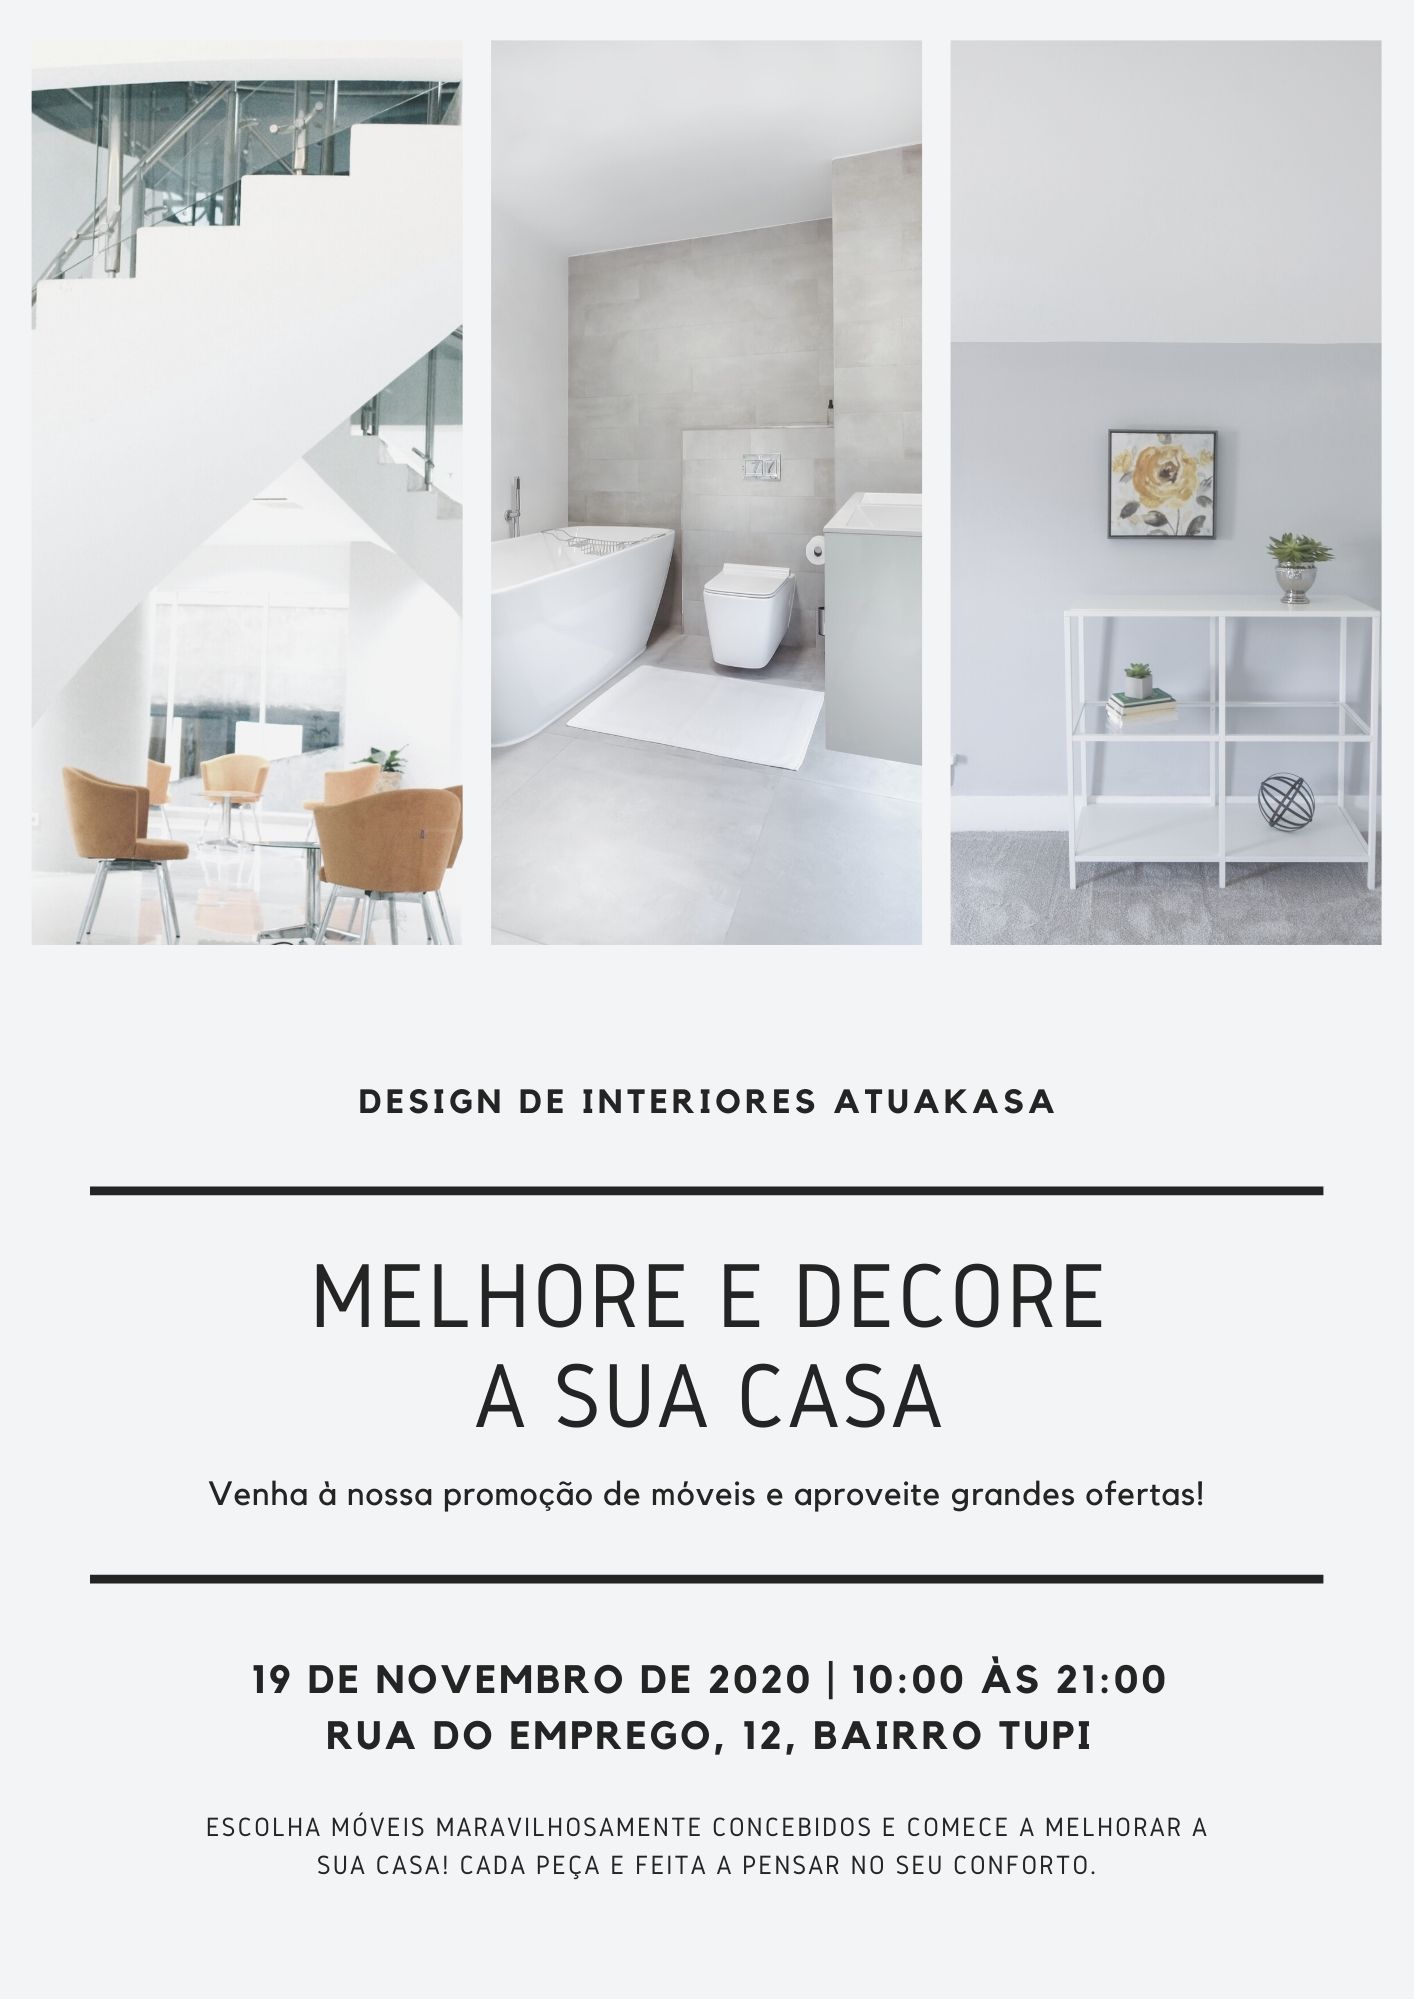 DESIGN DE INTERIORES ATUAKASA
MELHORE E DECORE
A SUA CASA
Venha à nossa promoção de móveis e aproveite grandes ofertas!
19 DE NOVEMBRO DE 2020 | 10:00 ÀS 21:00
RUA DO EMPREGO, 12, BAIRRO TUPI
ESCOLHA MÓVEIS MARAVILHOSAMENTE CONCEBIDOS E COMECE A MELHORAR A
SUA CASA! CADA PEÇA E FEITA A PENSAR NO SEU CONFORTO.